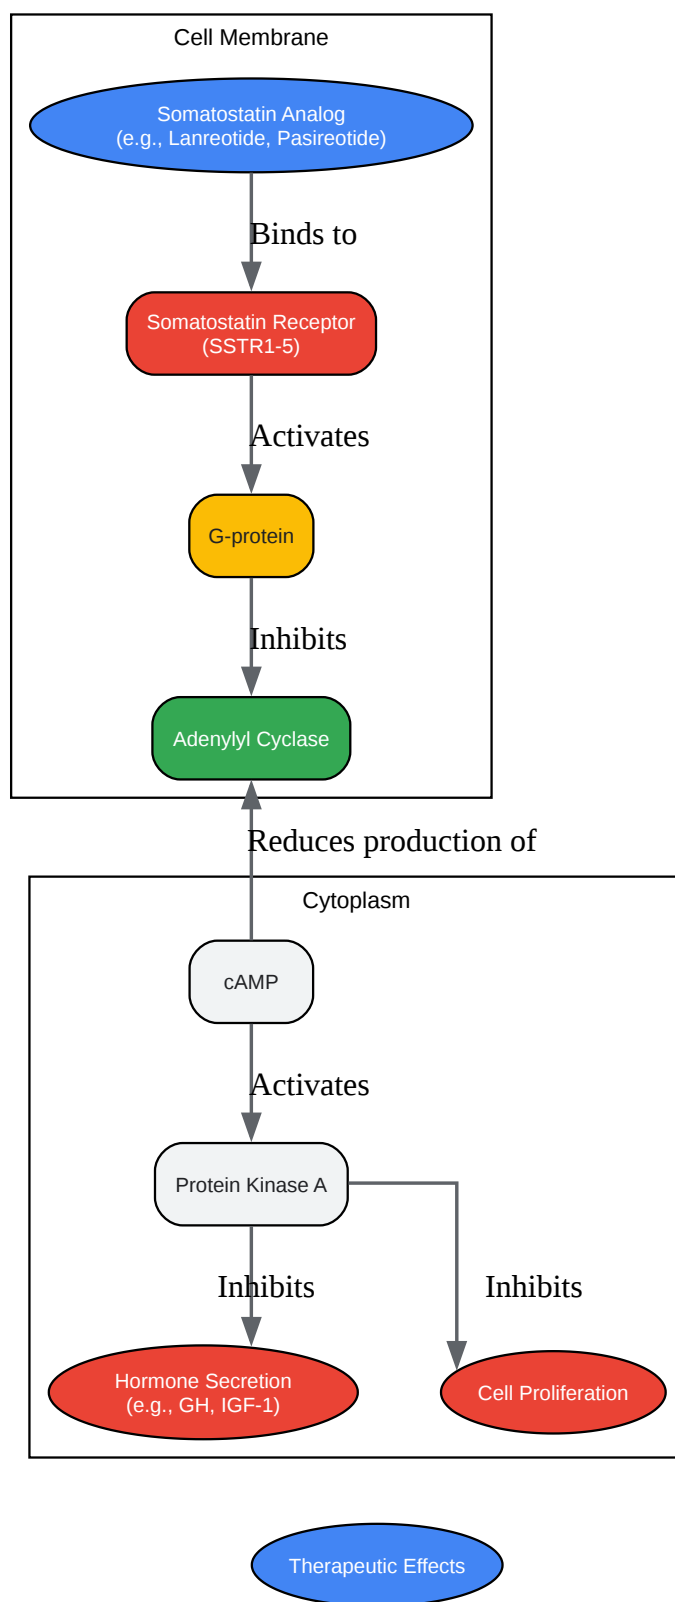 Cell Membrane
Somatostatin Analog
(e.g., Lanreotide, Pasireotide)
Binds to
Somatostatin Receptor
(SSTR1-5)
Activates
G-protein
Inhibits
Adenylyl Cyclase
Reduces production of
Cytoplasm
cAMP
Activates
Protein Kinase A
Inhibits
Inhibits
Hormone Secretion
(e.g., GH, IGF-1)
Cell Proliferation
Therapeutic Effects